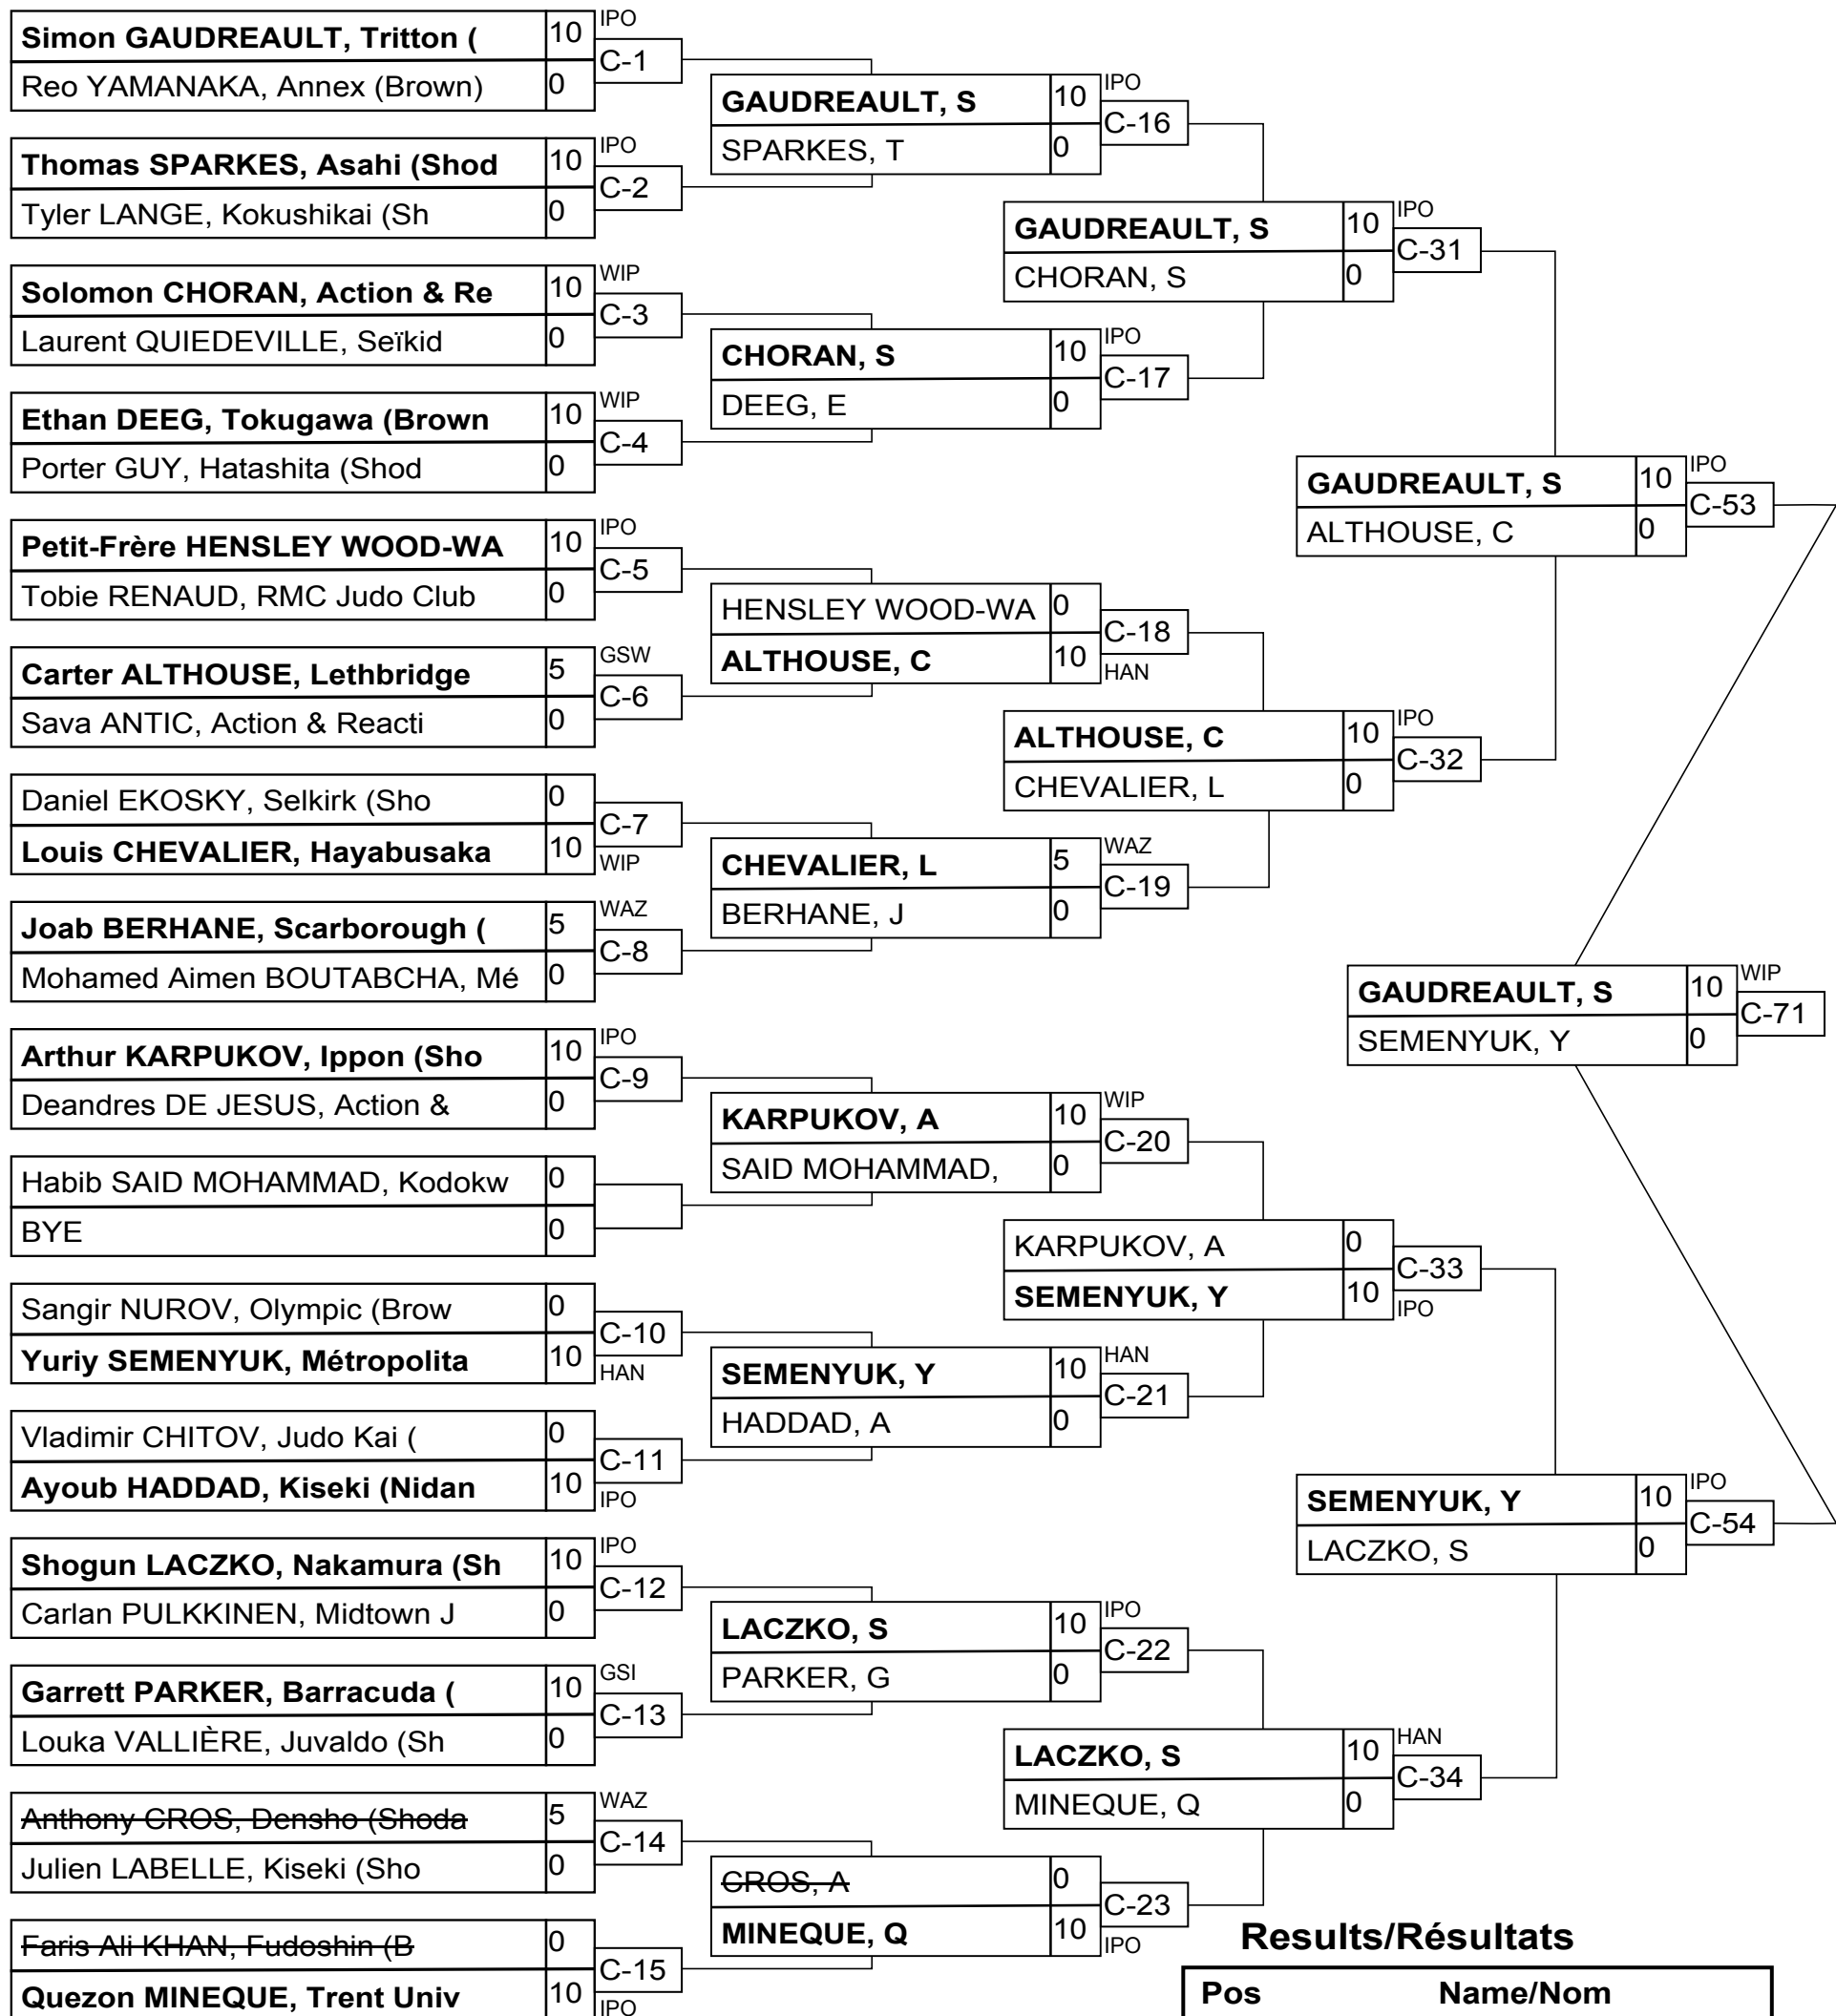 Simon GAUDREAULT, Tritton ( 10 IPO
C-1
Reo YAMANAKA, Annex (Brown) 0
Thomas SPARKES, Asahi (Shod 10 IPO
C-2
Tyler LANGE, Kokushikai (Sh 0
Solomon CHORAN, Action & Re 10 WIP
C-3
Laurent QUIEDEVILLE, Seïkid 0
Ethan DEEG, Tokugawa (Brown 10 WIP
C-4
Porter GUY, Hatashita (Shod 0
Petit-Frère HENSLEY WOOD-WA 10 IPO
C-5
Tobie RENAUD, RMC Judo Club 0
Carter ALTHOUSE, Lethbridge 5 GSW
C-6
Sava ANTIC, Action & Reacti 0
Daniel EKOSKY, Selkirk (Sho 0
C-7
Louis CHEVALIER, Hayabusaka 10 WIP
Joab BERHANE, Scarborough ( 5 WAZ
C-8
Mohamed Aimen BOUTABCHA, Mé 0
Arthur KARPUKOV, Ippon (Sho 10 IPO
C-9
Deandres DE JESUS, Action & 0
Habib SAID MOHAMMAD, Kodokw 0
BYE 0
Sangir NUROV, Olympic (Brow 0
C-10
Yuriy SEMENYUK, Métropolita 10 HAN
Vladimir CHITOV, Judo Kai ( 0
C-11
Ayoub HADDAD, Kiseki (Nidan 10 IPO
Shogun LACZKO, Nakamura (Sh 10 IPO
C-12
Carlan PULKKINEN, Midtown J 0
Garrett PARKER, Barracuda ( 10 GSI
C-13
Louka VALLIÈRE, Juvaldo (Sh 0
Anthony CROS, Densho (Shoda 5 WAZ
C-14
Julien LABELLE, Kiseki (Sho 0
Faris Ali KHAN, Fudoshin (B 0
C-15
Quezon MINEQUE, Trent Univ 10 IPO
GAUDREAULT, S 10 IPO
C-16
SPARKES, T 0
CHORAN, S 10 IPO
C-17
DEEG, E 0
HENSLEY WOOD-WA 0
C-18
ALTHOUSE, C 10 HAN
CHEVALIER, L 5 WAZ
C-19
BERHANE, J 0
KARPUKOV, A 10 WIP
C-20
SAID MOHAMMAD, 0
SEMENYUK, Y 10 HAN
C-21
HADDAD, A 0
LACZKO, S 10 IPO
C-22
PARKER, G 0
CROS, A 0
C-23
MINEQUE, Q 10 IPO
GAUDREAULT, S 10 IPO
C-31
CHORAN, S 0
ALTHOUSE, C 10 IPO
C-32
CHEVALIER, L 0
KARPUKOV, A 0
C-33
SEMENYUK, Y 10 IPO
LACZKO, S 10 HAN
C-34
MINEQUE, Q 0
GAUDREAULT, S 10 IPO
C-53
ALTHOUSE, C 0
SEMENYUK, Y 10 IPO
C-54
LACZKO, S 0
GAUDREAULT, S 10 WIP
C-71
SEMENYUK, Y 0
Results/Résultats
Pos Name/Nom